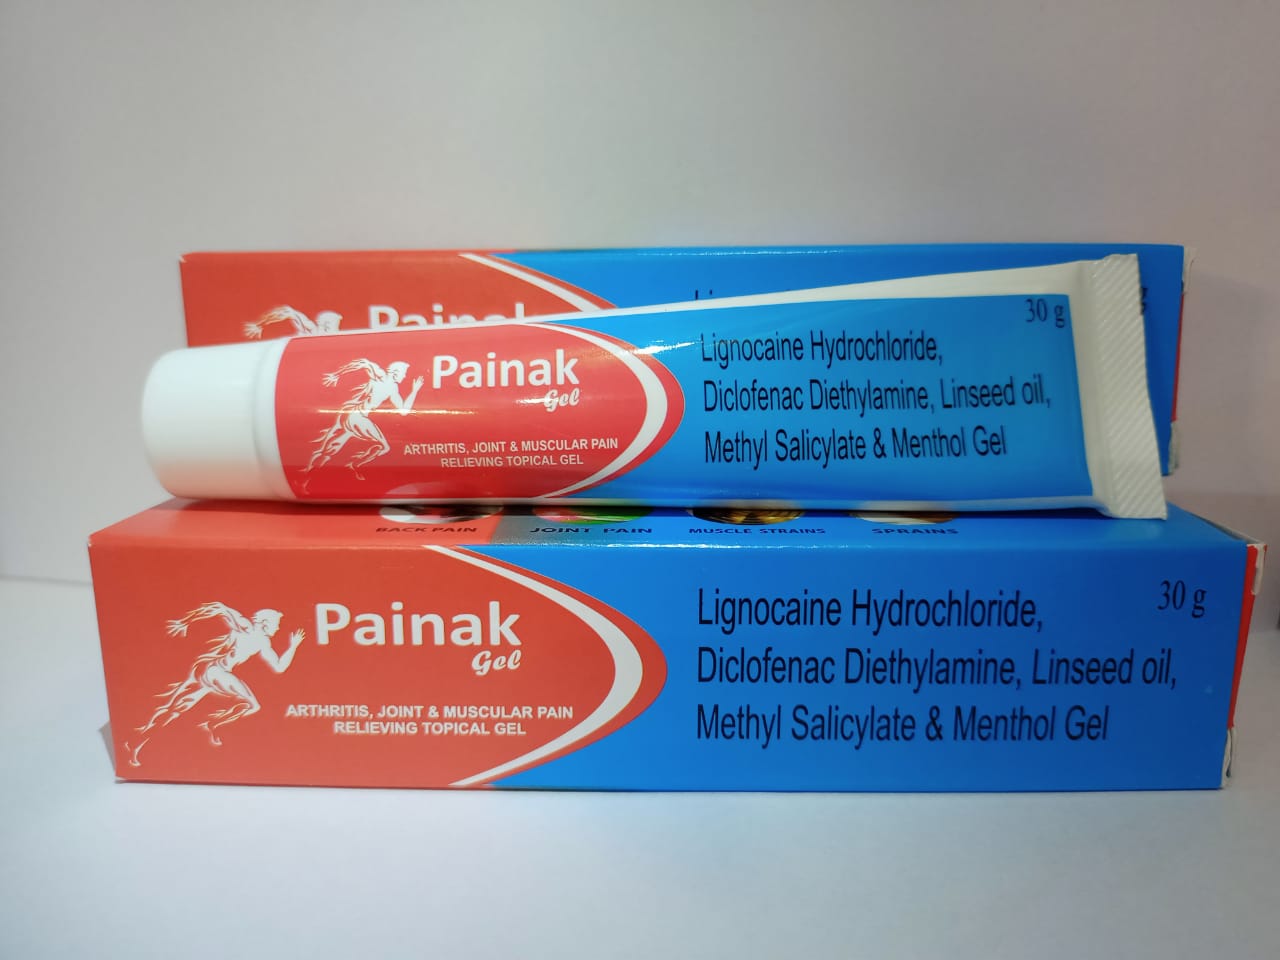 Painak
Painak
Gel
ARTHRITIS, JOINT & MUSCULAR PAIN
RELIEVING TOPICAL GEL
30 g
Lignocaine Hydrochloride,
Diclofenac Diethylamine, Linseed oil,
Methyl Salicylate & Menthol Gel
BACK PAIN
JOINT PAIN
MUSCLE STRAINS
SPRAINS
Painak
Gel
ARTHRITIS, JOINT & MUSCULAR PAIN
RELIEVING TOPICAL GEL
30 g
Lignocaine Hydrochloride,
Diclofenac Diethylamine, Linseed oil,
Methyl Salicylate & Menthol Gel